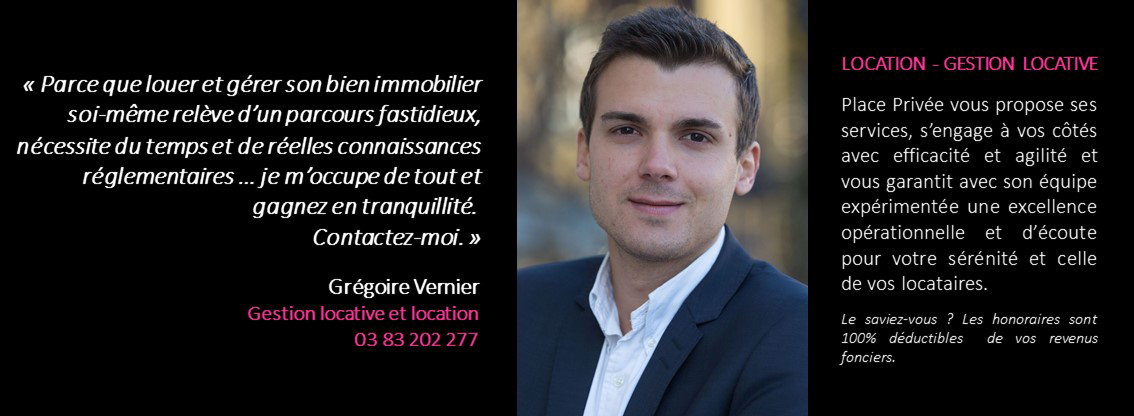 « Parce que louer et gérer son bien immobilier
soi-même relève d’un parcours fastidieux,
nécessite du temps et de réelles connaissances
réglementaires ... je m’occupe de tout et
gagnez en tranquillité.
Contactez-moi. »
Grégoire Vernier
Gestion locative et location
03 83 202 277
LOCATION - GESTION LOCATIVE
Place Privée vous propose ses
services, s’engage à vos côtés
avec efficacité et agilité et
vous garantit avec son équipe
expérimentée une excellence
opérationnelle et d’écoute
pour votre sérénité et celle
de vos locataires.
Le saviez-vous ? Les honoraires sont
100% déductibles de vos revenus
fonciers.